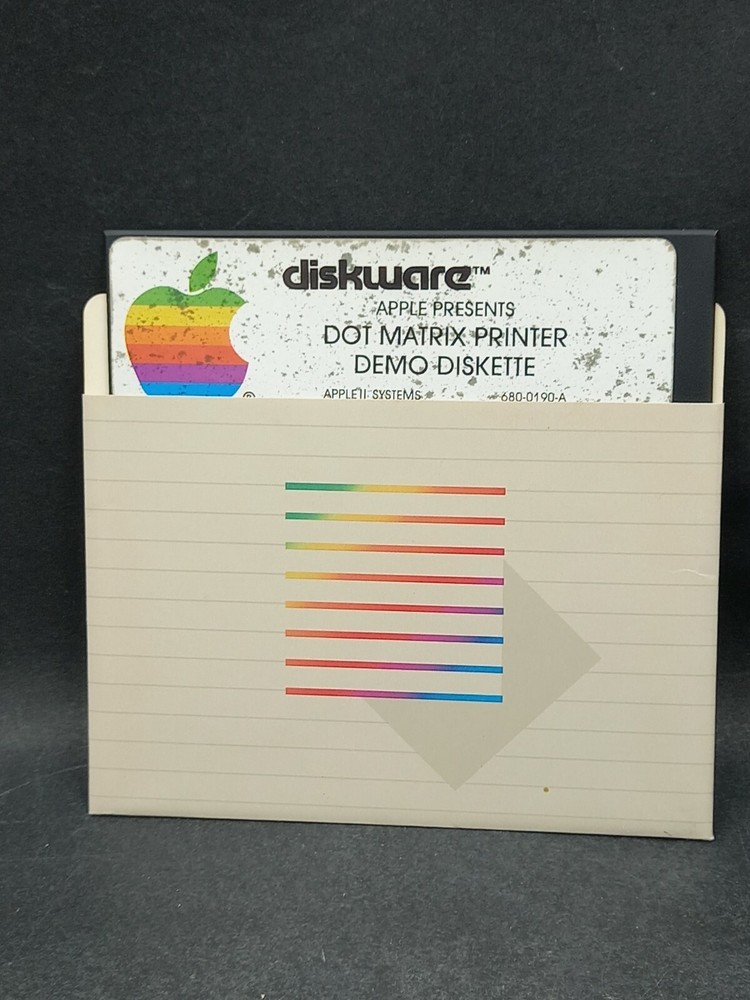 diskware™
APPLE PRESENTS
DOT MATRIX PRINTER
DEMO DISKETTE
APPLE II SYSTEMS 680-0190-A
®